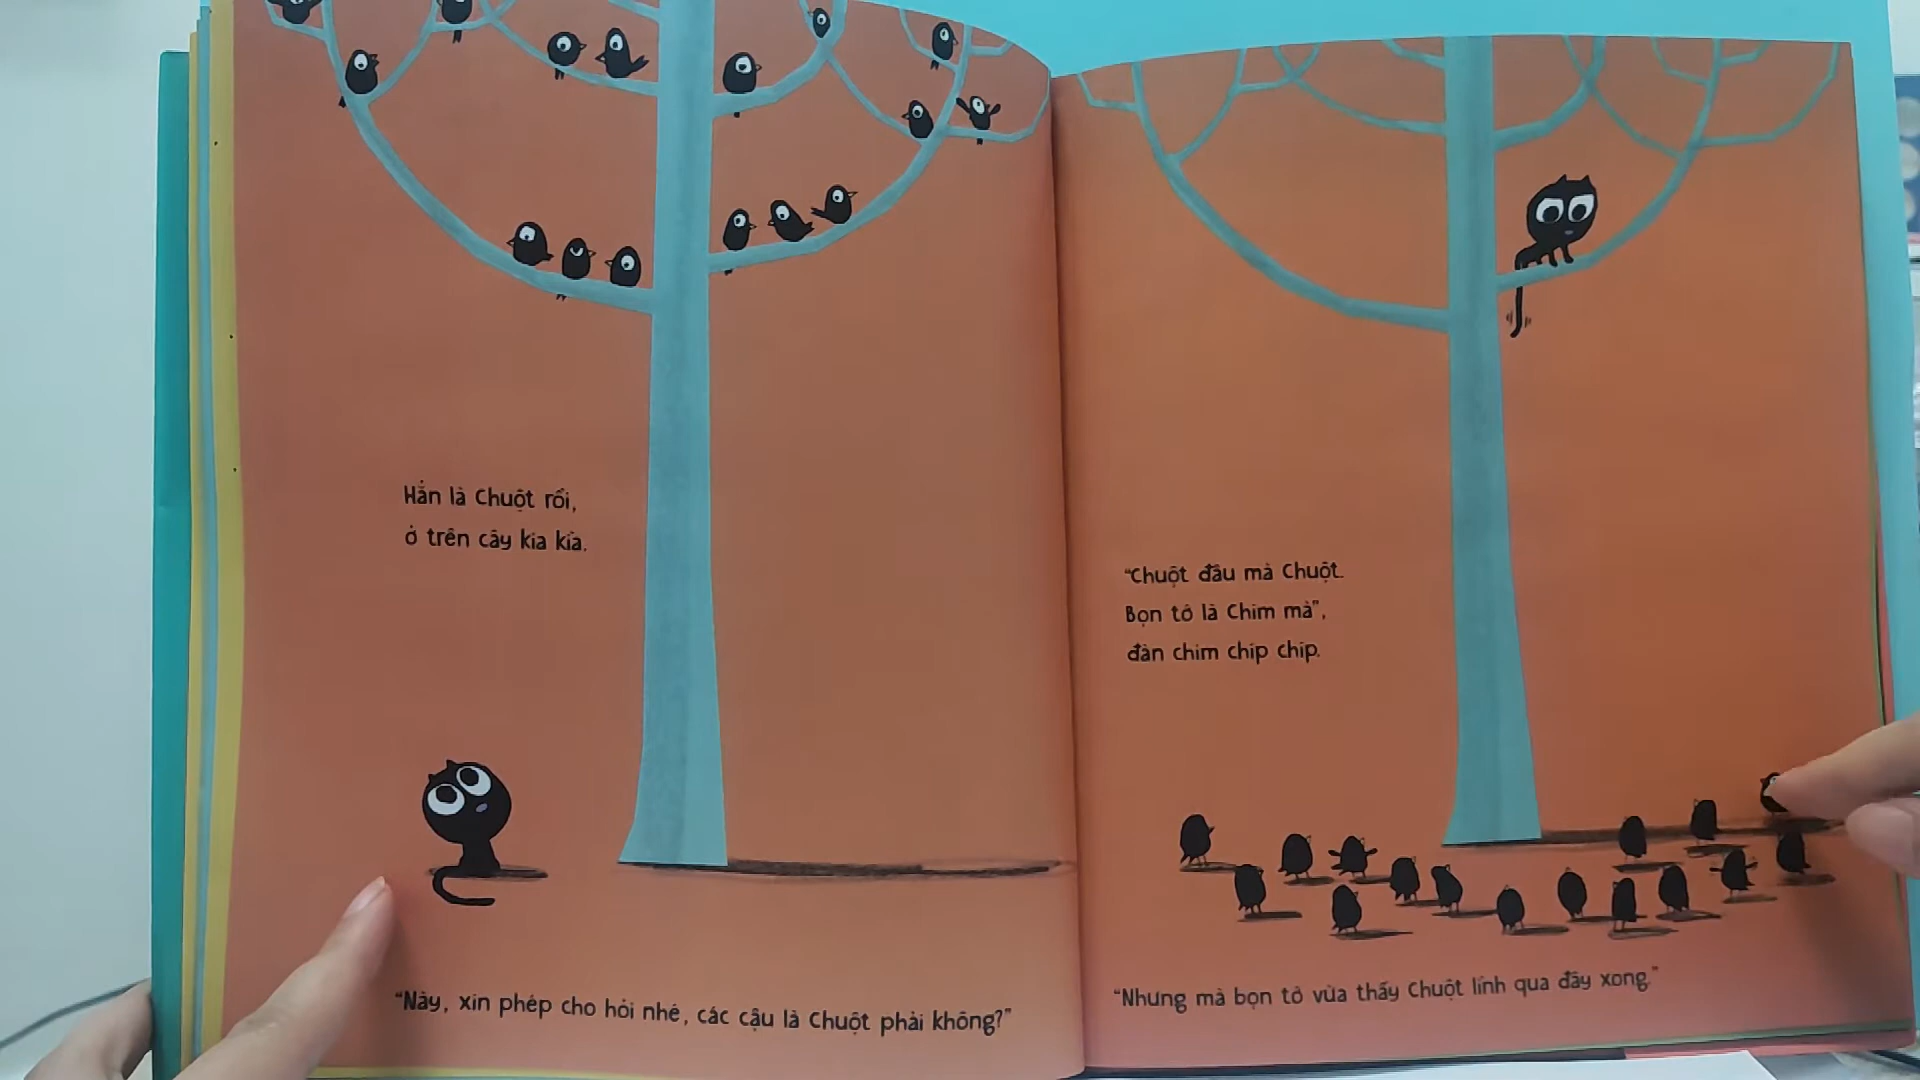 Hẳn là Chuột rồi,
ở trên cây kia kìa.
“Này, xin phép cho hỏi nhé, các cậu là Chuột phải không?”
“Chuột đâu mà Chuột.
Bọn tớ là Chim mà”,
đàn chim chip chip.
“Nhưng mà bọn tớ vừa thấy Chuột lỉnh qua đây xong.”